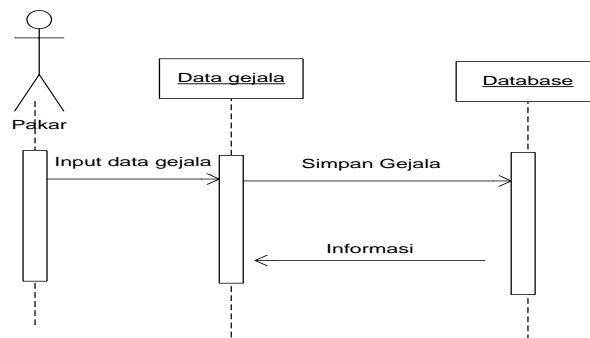 Data gejala
Database
Pakar
Input data gejala
Simpan Gejala
Informasi